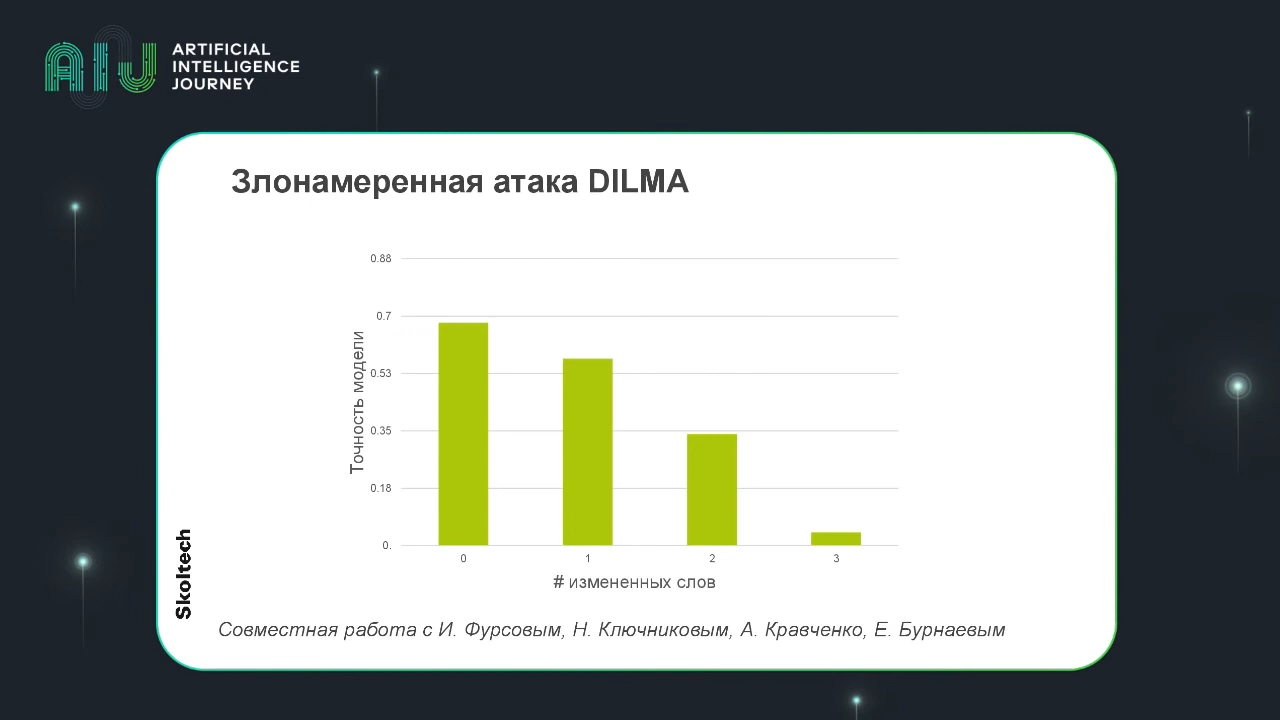 ARTIFICIAL
INTELLIGENCE
JOURNEY
Злонамеренная атака DILMA
0.88
0.7
0.53
0.35
0.18
0.
Точность модели
0 1 2 3
# измененных слов
Skoltech
Совместная работа с И. Фурсовым, Н. Ключниковым, А. Кравченко, Е. Бурнаевым